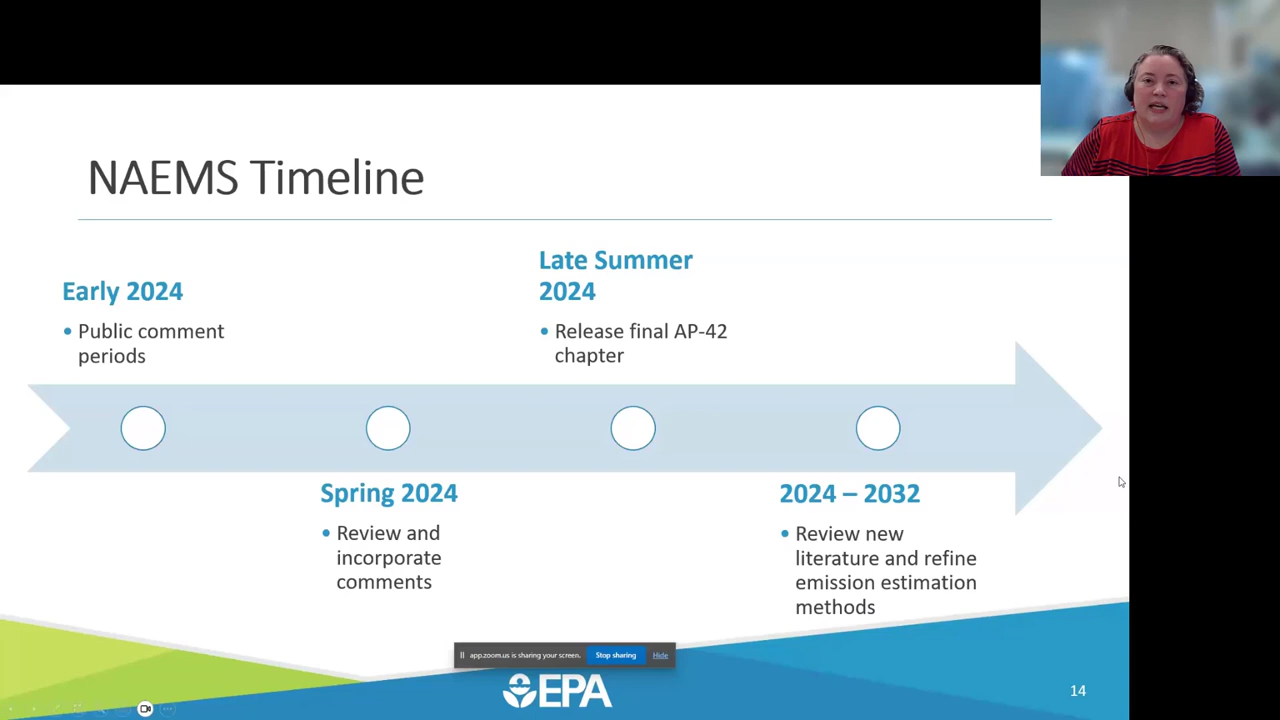 NAEMS Timeline
Early 2024
• Public comment
periods
Late Summer
2024
• Release final AP-42
chapter
Spring 2024
• Review and
incorporate
comments
2024 – 2032
• Review new
literature and refine
emission estimation
methods
app.zoom.us is sharing your screen. Stop sharing Hide
EPA
14